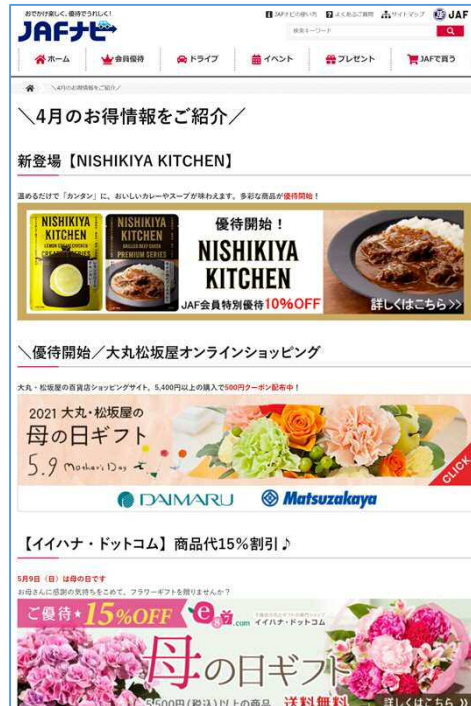 おでかけ楽しく、優待でうれしく!
JAFナビ
JAFナビの使い方 よくあるご質問 サイトマップ JAF
検索キーワード
ホーム 会員優待 ドライブ イベント プレゼント JAFで買う
＼4月のお得情報をご紹介／
＼4月のお得情報をご紹介／
新登場【NISHIKIYA KITCHEN】
温めるだけで「カンタン」に、おいしいカレーやスープが味わえます。多彩な商品が優待開始！
NISHIKIYA KITCHEN
LEMON CREAM CHICKEN
NISHIKIYA KITCHEN
PREMIUM SERIES
優待開始！
NISHIKIYA
KITCHEN
JAF会員特別優待10%OFF
詳しくはこちら>>
＼優待開始／大丸松坂屋オンラインショッピング
大丸・松坂屋の百貨店ショッピングサイト、5,400円以上の購入で500円クーポン配布中！
2021 大丸・松坂屋の
母の日ギフト
5.9 Mother's Day
CLICK
DAIMARU Matsuzakaya
【イイハナ・ドットコム】商品代15%割引♪
5月9日（日）は母の日です
お母さんに感謝の気持ちをこめて、フラワーギフトを贈りませんか？
ご優待★15%OFF e87.com イイハナ・ドットコム
母の日ギフト
5,500円(税込)以上の商品 送料無料 詳しくはこちら >>